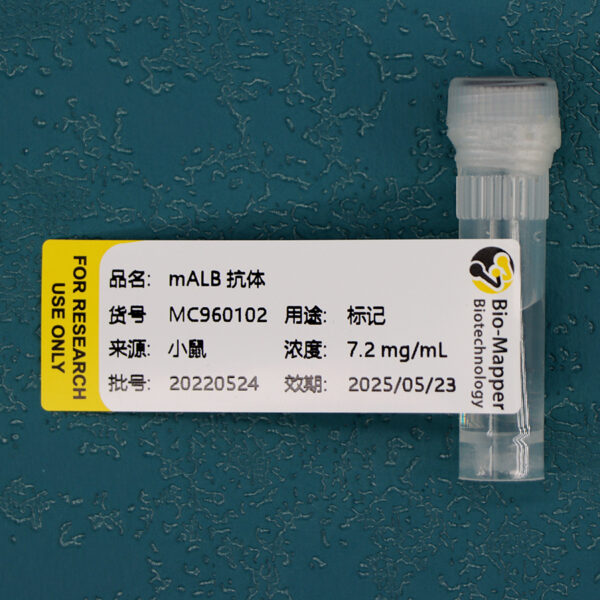 FOR RESEARCH
USE ONLY
品名: mALB 抗体
货号 MC960102 用途: 标记
来源: 小鼠 浓度: 7.2 mg/mL
批号: 20220524 效期: 2025/05/23
Bio-Mapper
Biotechnology